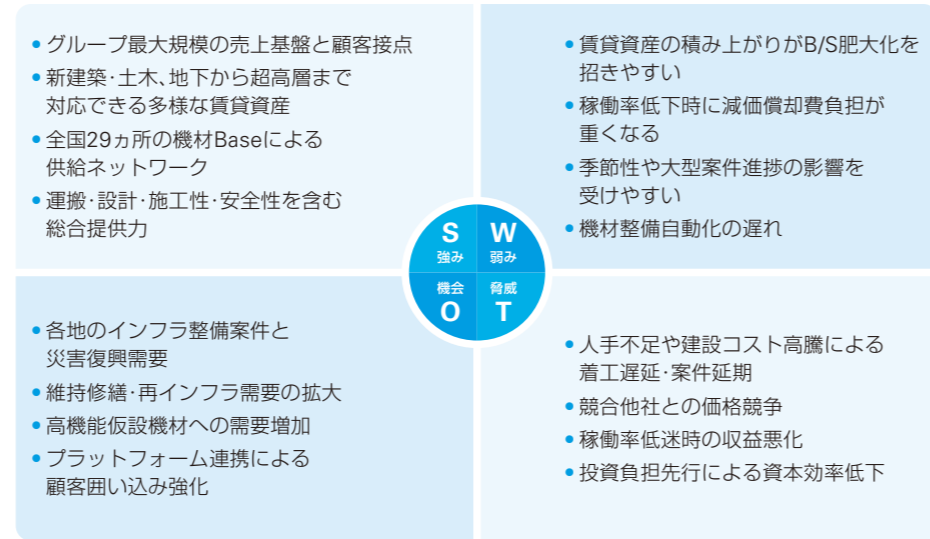 • グループ最大規模の売上基盤と顧客接点
• 新建築・土木、地下から超高層まで
対応できる多様な賃貸資産
• 全国29ヵ所の機材Baseによる
供給ネットワーク
• 運搬・設計・施工性・安全性を含む
総合提供力
• 賃貸資産の積み上がりがB/S肥大化を
招きやすい
• 稼働率低下時に減価償却費負担が
重くなる
• 季節性や大型案件進捗の影響を
受けやすい
• 機材整備自動化の遅れ
S
強み
W
弱み
機会
O
脅威
T
• 各地のインフラ整備案件と
災害復興需要
• 維持修繕・再インフラ需要の拡大
• 高機能仮設機材への需要増加
• プラットフォーム連携による
顧客囲い込み強化
• 人手不足や建設コスト高騰による
着工遅延・案件延期
• 競合他社との価格競争
• 稼働率低迷時の収益悪化
• 投資負担先行による資本効率低下